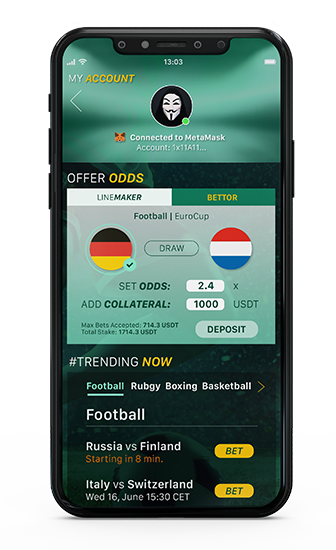 13:03
MY ACCOUNT
Connected to MetaMask
Account: 1x11A11...
OFFER ODDS
LINEMAKER BETTOR
Football | EuroCup
DRAW
SET ODDS: 2.4 x
ADD COLLATERAL: 1000 USDT
Max Bets Accepted: 714.3 USDT
Total Stake: 1714.3 USDT
DEPOSIT
#TRENDING NOW
Football Rubgy Boxing Basketball
Football
Russia vs Finland
Starting in 8 min.
BET
Italy vs Switzerland
Wed 16, June 15:30 CET
BET